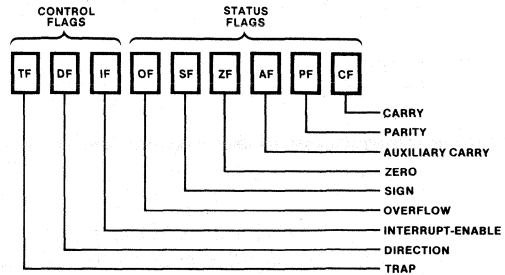 CONTROL FLAGS
STATUS FLAGS
TF DF IF OF SF ZF AF PF CF
CARRY
PARITY
AUXILIARY CARRY
ZERO
SIGN
OVERFLOW
INTERRUPT-ENABLE
DIRECTION
TRAP